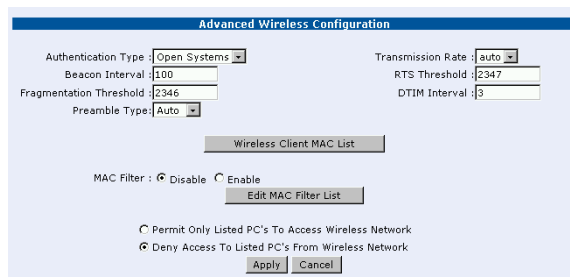 Advanced Wireless Configuration
Authentication Type : Open Systems Transmission Rate : auto
Beacon Interval : 100 RTS Threshold : 2347
Fragmentation Threshold : 2346 DTIM Interval : 3
Preamble Type: Auto
Wireless Client MAC List
MAC Filter : Disable Enable
Edit MAC Filter List
Permit Only Listed PC's To Access Wireless Network
Deny Access To Listed PC's From Wireless Network
Apply Cancel